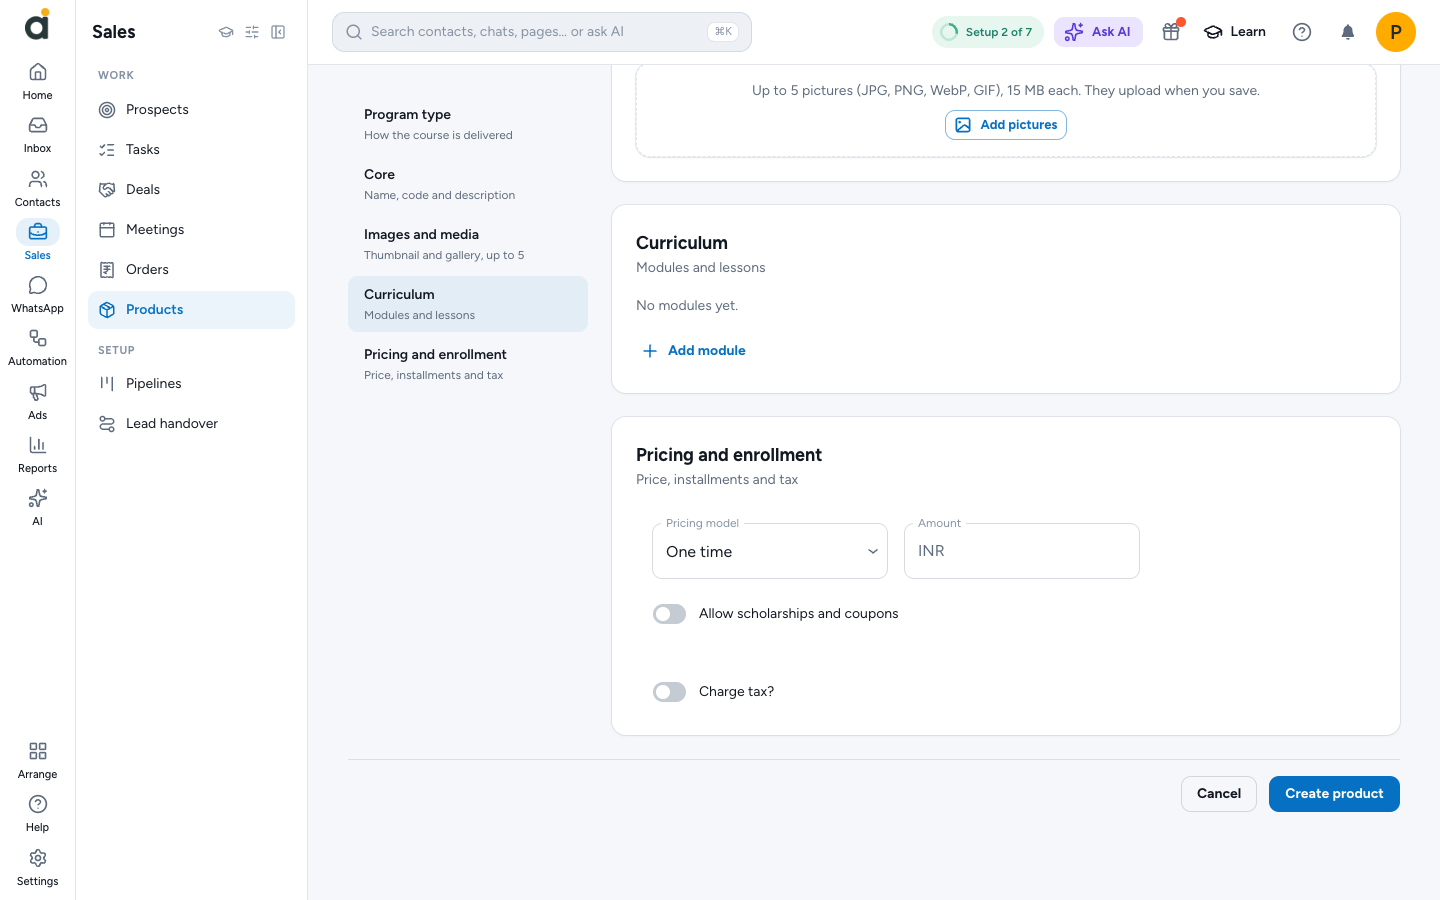 Home
Inbox
Contacts
Sales
WhatsApp
Automation
Ads
Reports
AI
Arrange
Help
Settings
Sales
WORK
Prospects
Tasks
Deals
Meetings
Orders
Products
SETUP
Pipelines
Lead handover
Search contacts, chats, pages... or ask AI
⌘K
Setup 2 of 7
Ask AI
Learn
P
Program type
How the course is delivered
Core
Name, code and description
Images and media
Thumbnail and gallery, up to 5
Curriculum
Modules and lessons
Pricing and enrollment
Price, installments and tax
Up to 5 pictures (JPG, PNG, WebP, GIF), 15 MB each. They upload when you save.
Add pictures
Curriculum
Modules and lessons
No modules yet.
Add module
Pricing and enrollment
Price, installments and tax
Pricing model
One time
Amount
INR
Allow scholarships and coupons
Charge tax?
Cancel
Create product